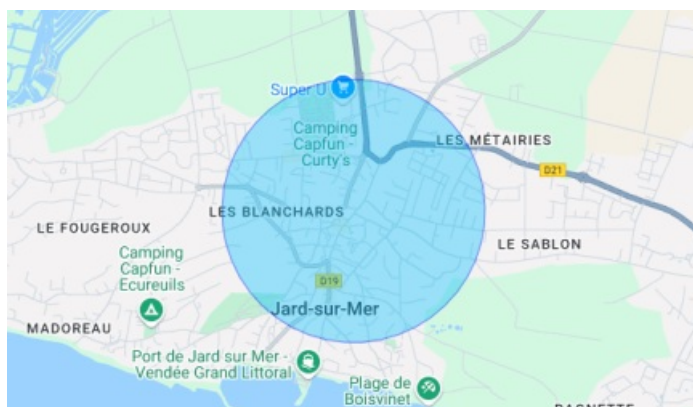 Super U
Camping
Capfun -
Curty's
LES MÉTAIRIES
D21
LES BLANCHARDS
LE FOUGEROUX
LE SABLON
Camping
Capfun -
Ecureuils
D19
Jard-sur-Mer
MADOREAU
Port de Jard sur Mer -
Vendée Grand Littoral
Plage de
Boisvinet